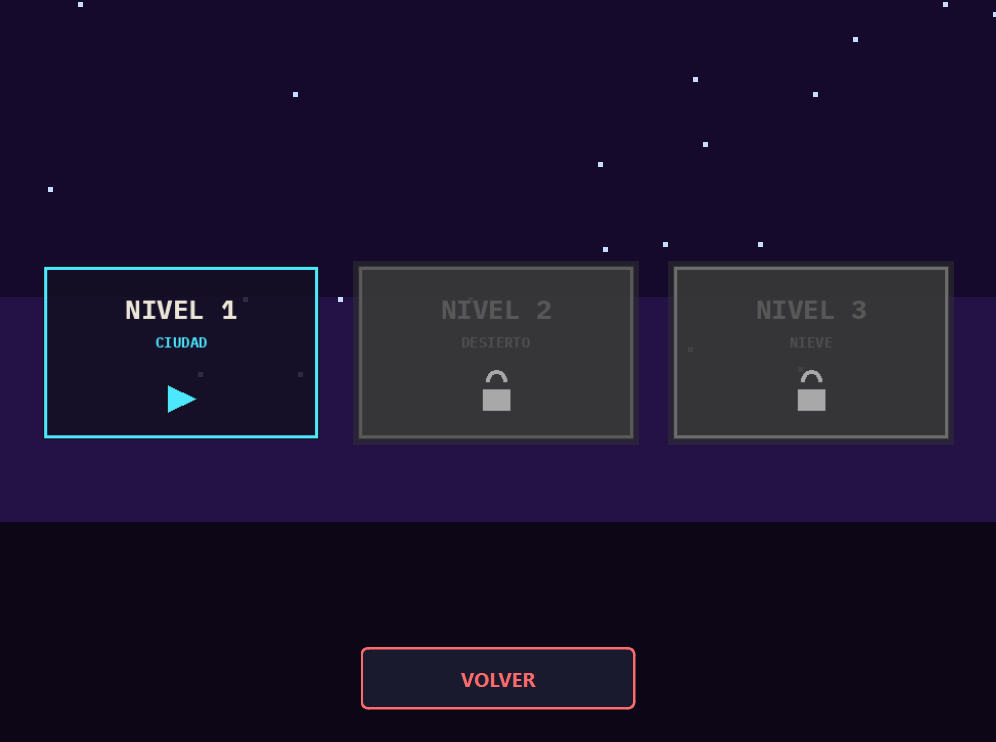 NIVEL 1
CIUDAD
NIVEL 2
DESIERTO
NIVEL 3
NIEVE
VOLVER